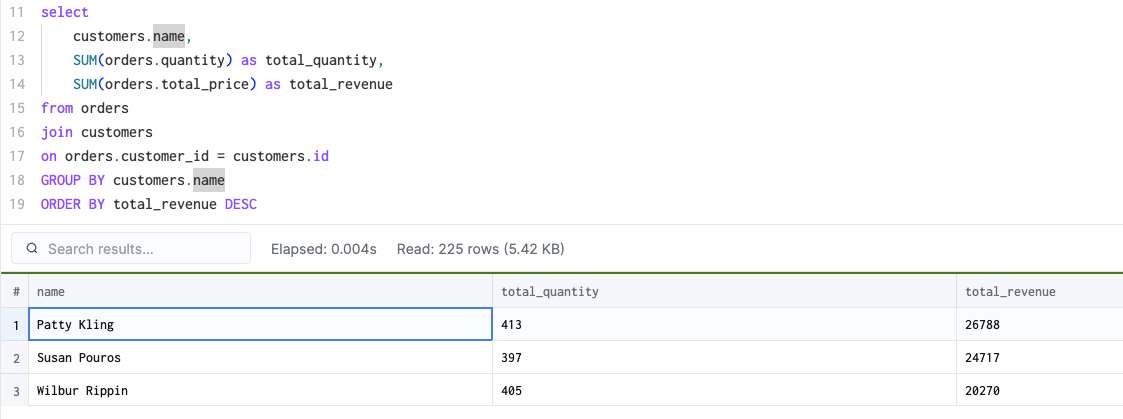 11 select
12 customers.name,
13 SUM(orders.quantity) as total_quantity,
14 SUM(orders.total_price) as total_revenue
15 from orders
16 join customers
17 on orders.customer_id = customers.id
18 GROUP BY customers.name
19 ORDER BY total_revenue DESC
Search results... Elapsed: 0.004s Read: 225 rows (5.42 KB)
# name total_quantity total_revenue
1 Patty Kling 413 26788
2 Susan Pouros 397 24717
3 Wilbur Rippin 405 20270